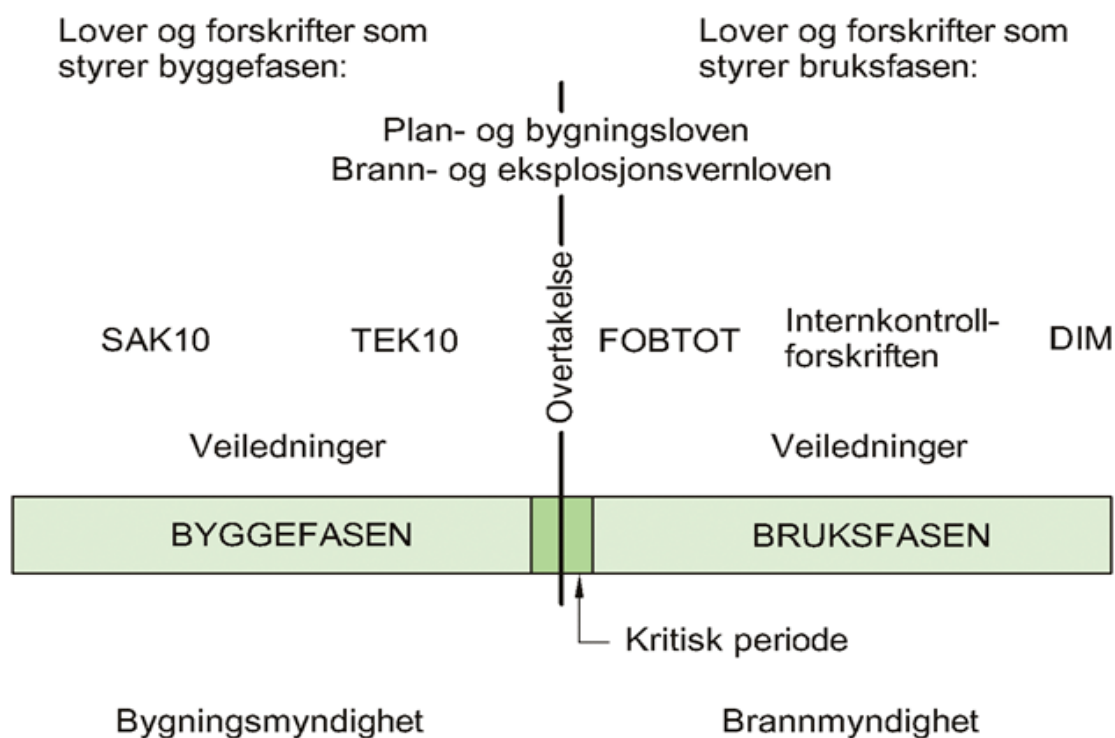 Lover og forskrifter som
styrer byggefasen:
Lover og forskrifter som
styrer bruksfasen:
Plan- og bygningsloven
Brann- og eksplosjonsvernloven
Overtakelse
SAK10
TEK10
FOBTOT
Internkontroll-
forskriften
DIM
Veiledninger
Veiledninger
BYGGEFASEN
BRUKSFASEN
Kritisk periode
Bygningsmyndighet
Brannmyndighet